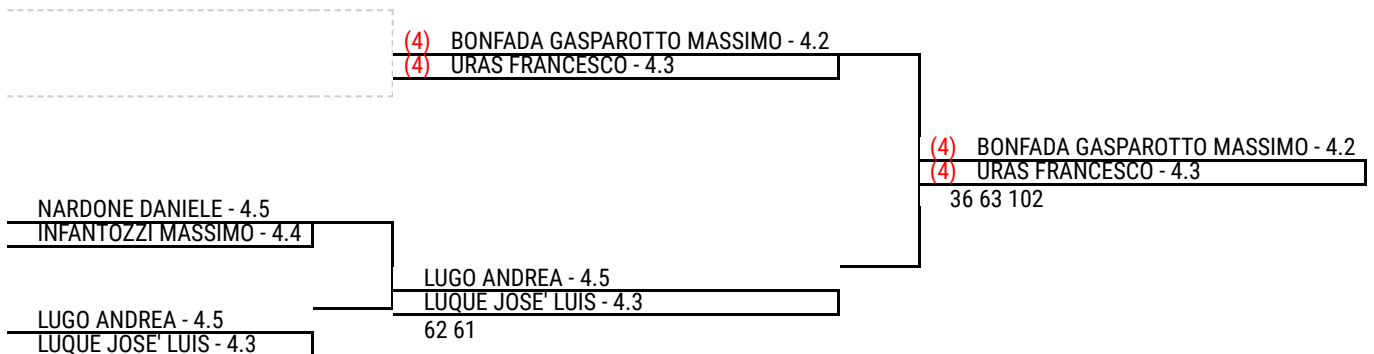 (4) BONFADA GASPAROTTO MASSIMO - 4.2
(4) URAS FRANCESCO - 4.3
(4) BONFADA GASPAROTTO MASSIMO - 4.2
(4) URAS FRANCESCO - 4.3
36 63 102
NARDONE DANIELE - 4.5
INFANTOZZI MASSIMO - 4.4
LUGO ANDREA - 4.5
LUQUE JOSE' LUIS - 4.3
62 61
LUGO ANDREA - 4.5
LUQUE JOSE' LUIS - 4.3